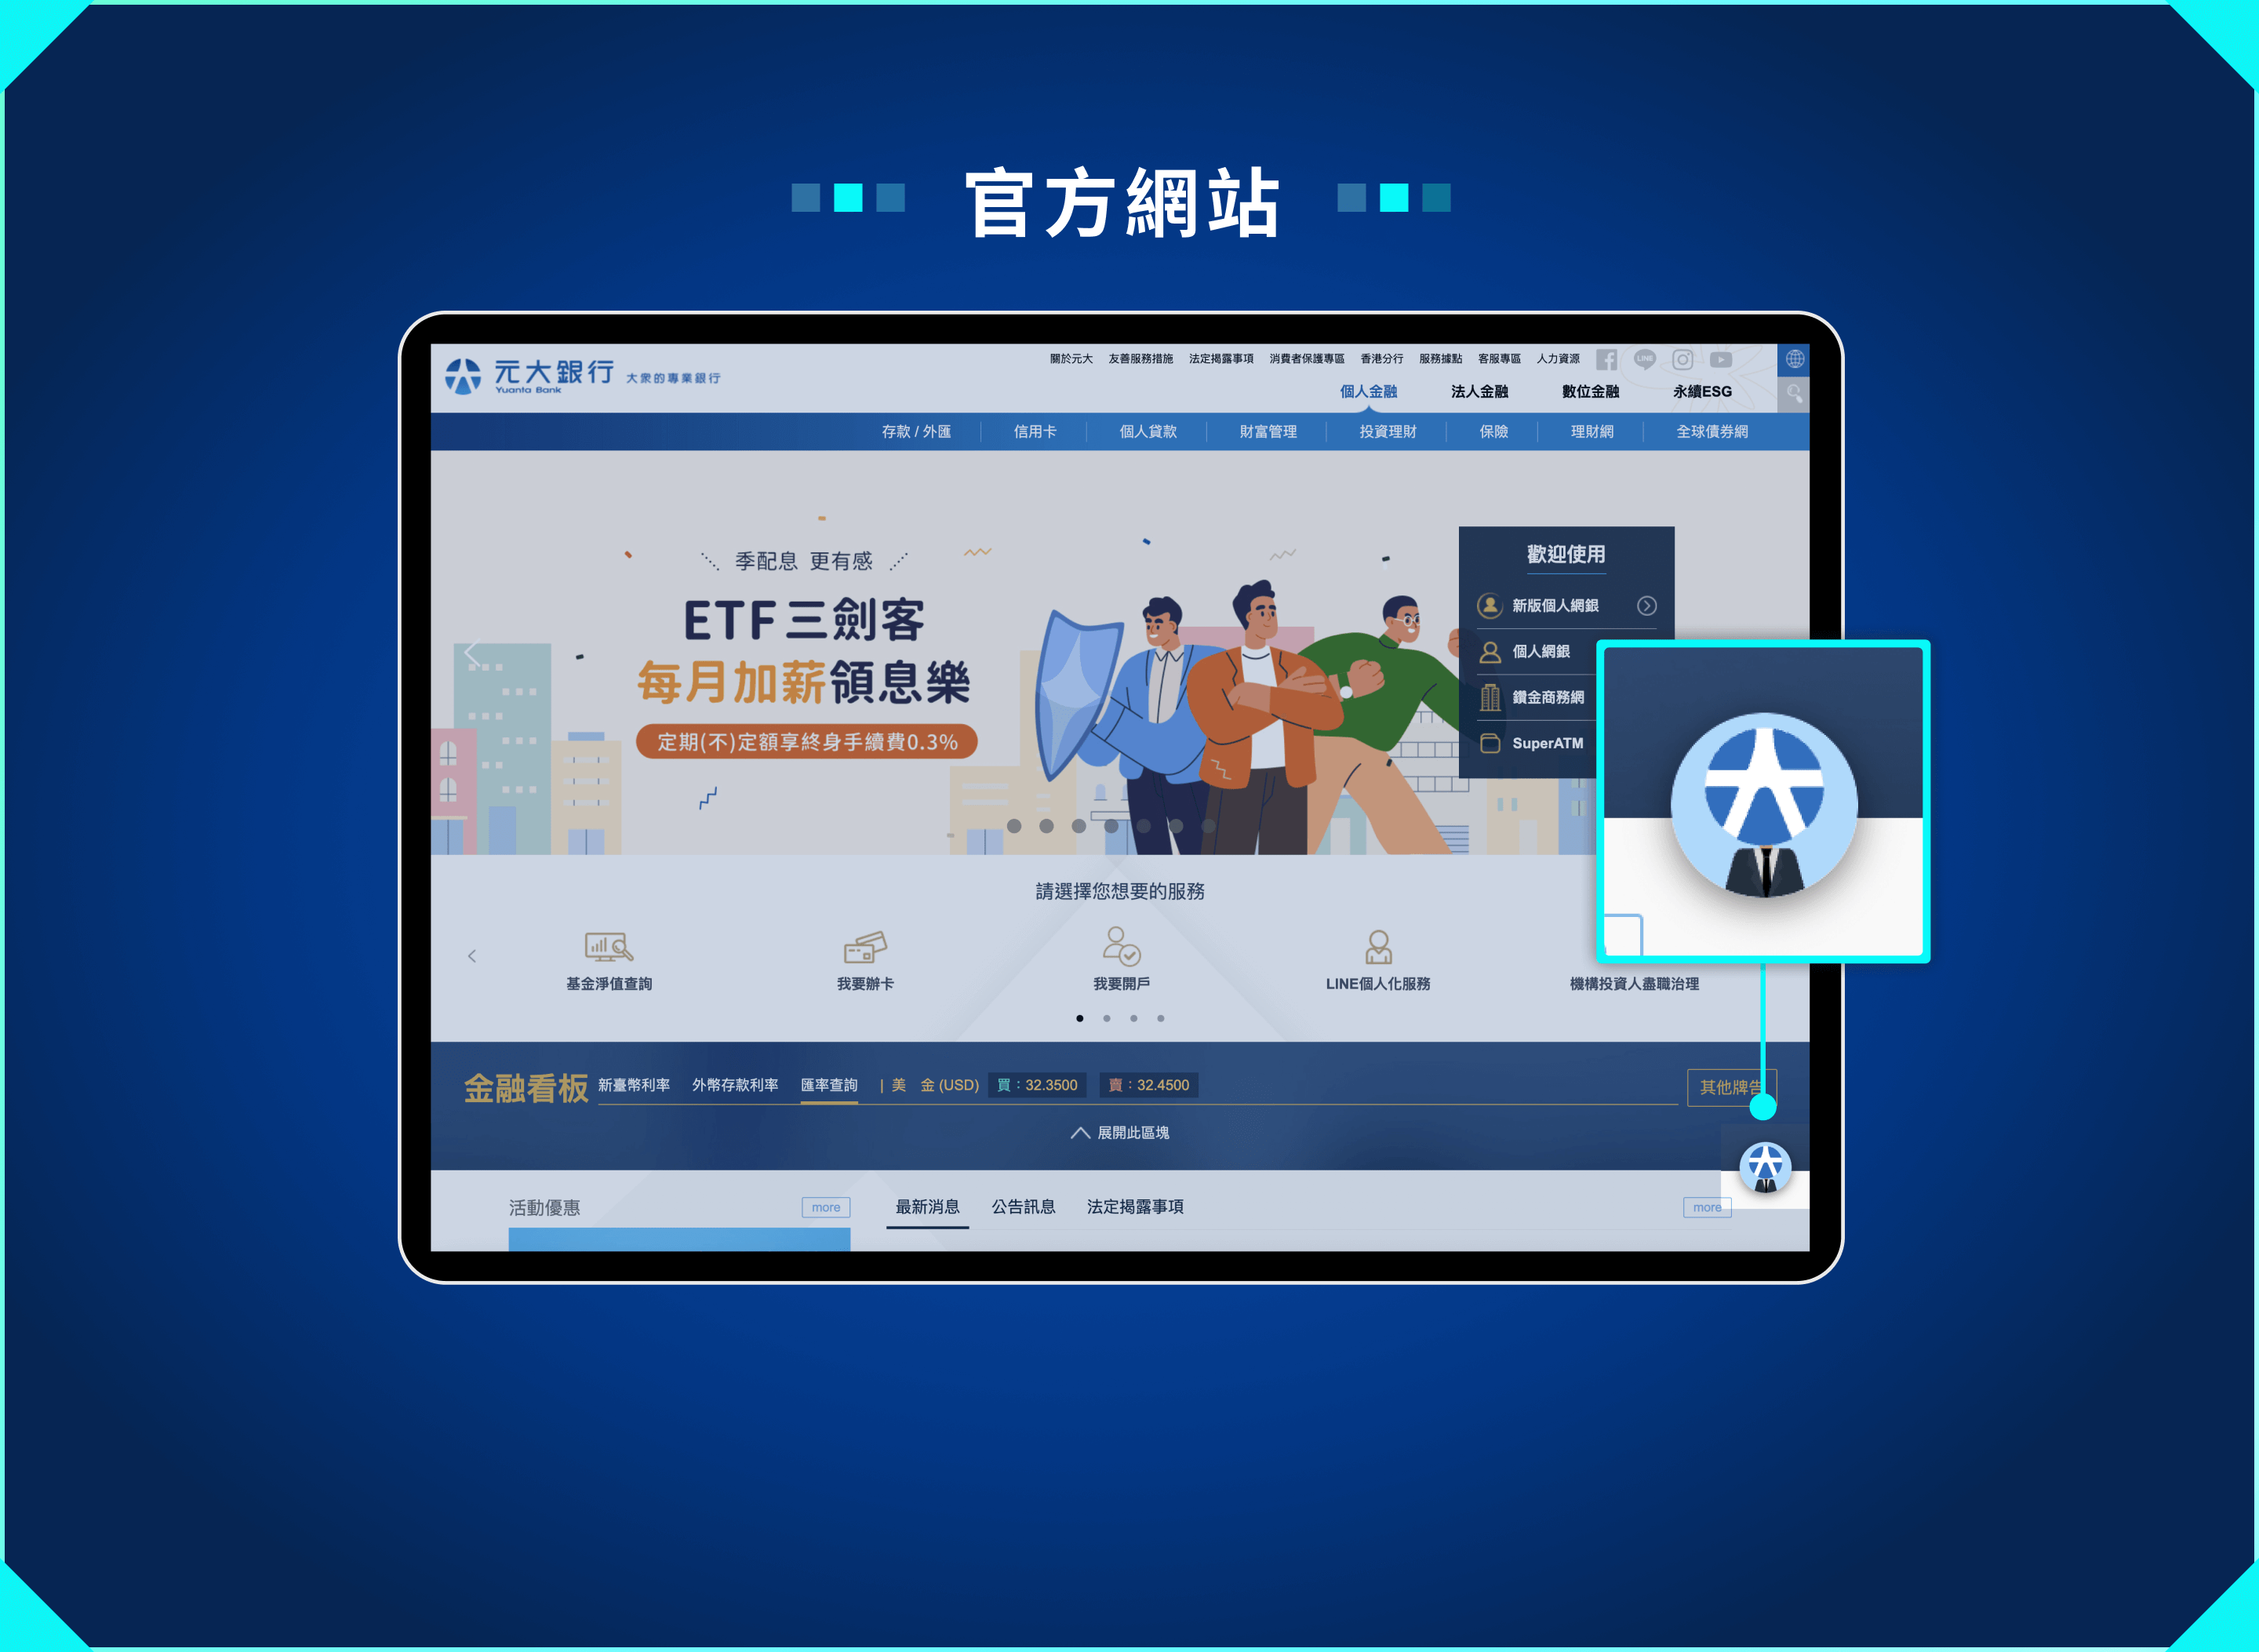 官方網站
元大銀行 大衆的專業銀行
Yuanta Bank
關於元大 友善服務措施 法定揭露事項 消費者保護專區 香港分行 服務據點 客服專區 人力資源 LINE
個人金融 法人金融 數位金融 永續ESG
存款 / 外匯 信用卡 個人貸款 財富管理 投資理財 保險 理財網 全球債券網
季配息 更有感
ETF三劍客
每月加薪領息樂
定期(不)定額享終身手續費0.3%
歡迎使用
新版個人網銀
個人網銀
鑽金商務網
SuperATM
請選擇您想要的服務
基金淨值查詢 我要辦卡 我要開戶 LINE個人化服務 機構投資人盡職治理
金融看板 新臺幣利率 外幣存款利率 匯率查詢 | 美 金 (USD) 買：32.3500 賣：32.4500 其他牌告
展開此區塊
活動優惠 more 最新消息 公告訊息 法定揭露事項 more